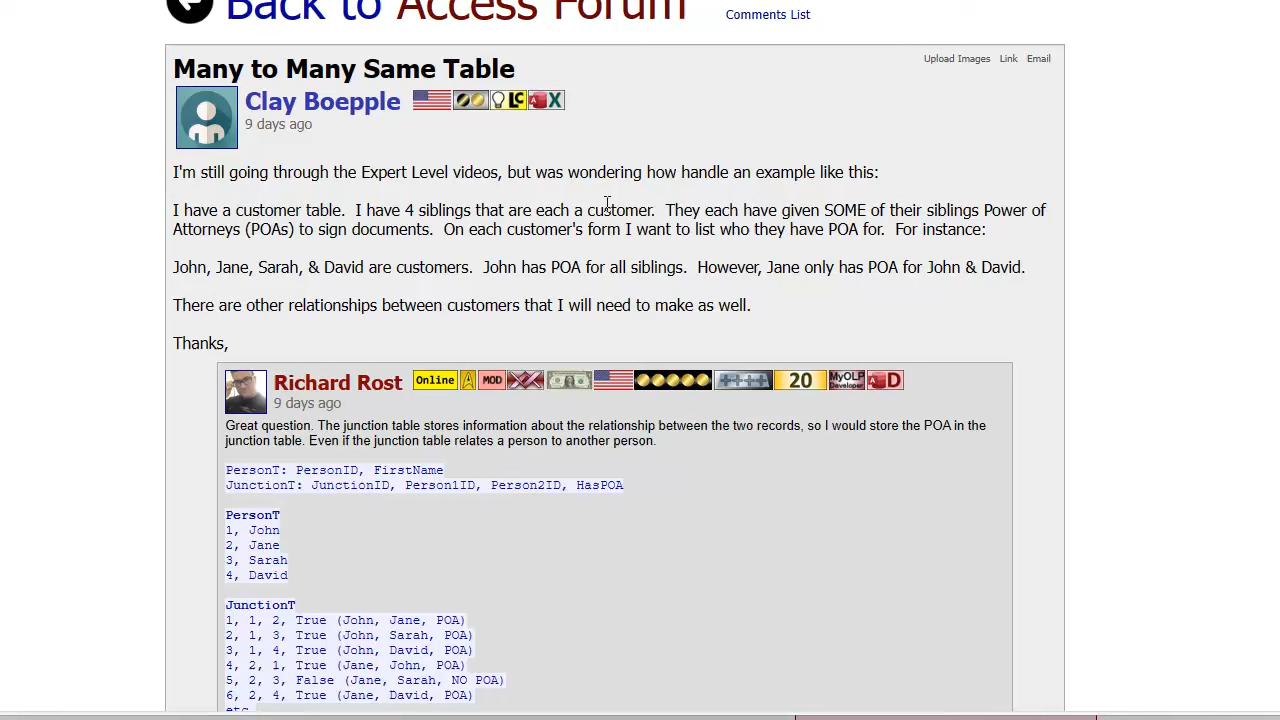 Back to Access Forum
Comments List
Upload Images Link Email
Many to Many Same Table
Clay Boepple
LC
X
9 days ago
I'm still going through the Expert Level videos, but was wondering how handle an example like this:
I have a customer table.  I have 4 siblings that are each a customer.  They each have given SOME of their siblings Power of
Attorneys (POAs) to sign documents.  On each customer's form I want to list who they have POA for.  For instance:
John, Jane, Sarah, & David are customers.  John has POA for all siblings.  However, Jane only has POA for John & David.
There are other relationships between customers that I will need to make as well.
Thanks,
Richard Rost
Online
MOD
20
MyOLP
Developer
D
9 days ago
Great question. The junction table stores information about the relationship between the two records, so I would store the POA in the
junction table. Even if the junction table relates a person to another person.
PersonT: PersonID, FirstName
JunctionT: JunctionID, Person1ID, Person2ID, HasPOA
PersonT
1, John
2, Jane
3, Sarah
4, David
JunctionT
1, 1, 2, True (John, Jane, POA)
2, 1, 3, True (John, Sarah, POA)
3, 1, 4, True (John, David, POA)
4, 2, 1, True (Jane, John, POA)
5, 2, 3, False (Jane, Sarah, NO POA)
6, 2, 4, True (Jane, David, POA)
etc